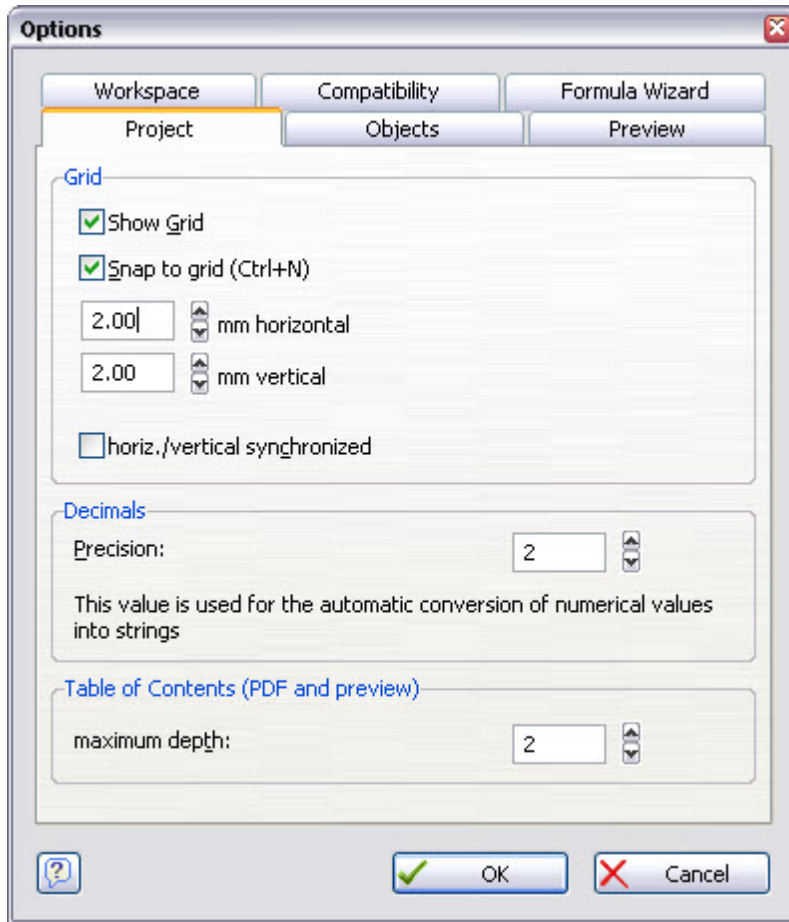 Options
Workspace
Compatibility
Formula Wizard
Project
Objects
Preview
Grid
Show Grid
Snap to grid (Ctrl+N)
2.00 mm horizontal
2.00 mm vertical
horiz./vertical synchronized
Decimals
Precision: 2
This value is used for the automatic conversion of numerical values
into strings
Table of Contents (PDF and preview)
maximum depth: 2
?
OK
Cancel